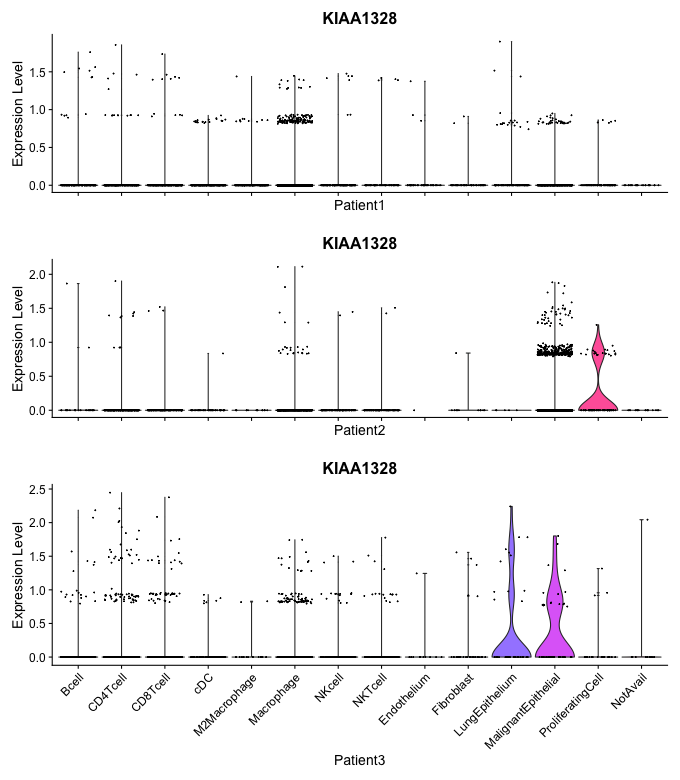 KIAA1328
Expression Level
1.5
1.0
0.5
0.0
Patient1
KIAA1328
Expression Level
2.0
1.5
1.0
0.5
0.0
Patient2
KIAA1328
Expression Level
2.5
2.0
1.5
1.0
0.5
0.0
Bcell
CD4Tcell
CD8Tcell
cDC
M2Macrophage
Macrophage
NKcell
NKTcell
Endothelium
Fibroblast
LungEpithelium
MalignantEpithelial
ProliferatingCell
NotAvail
Patient3